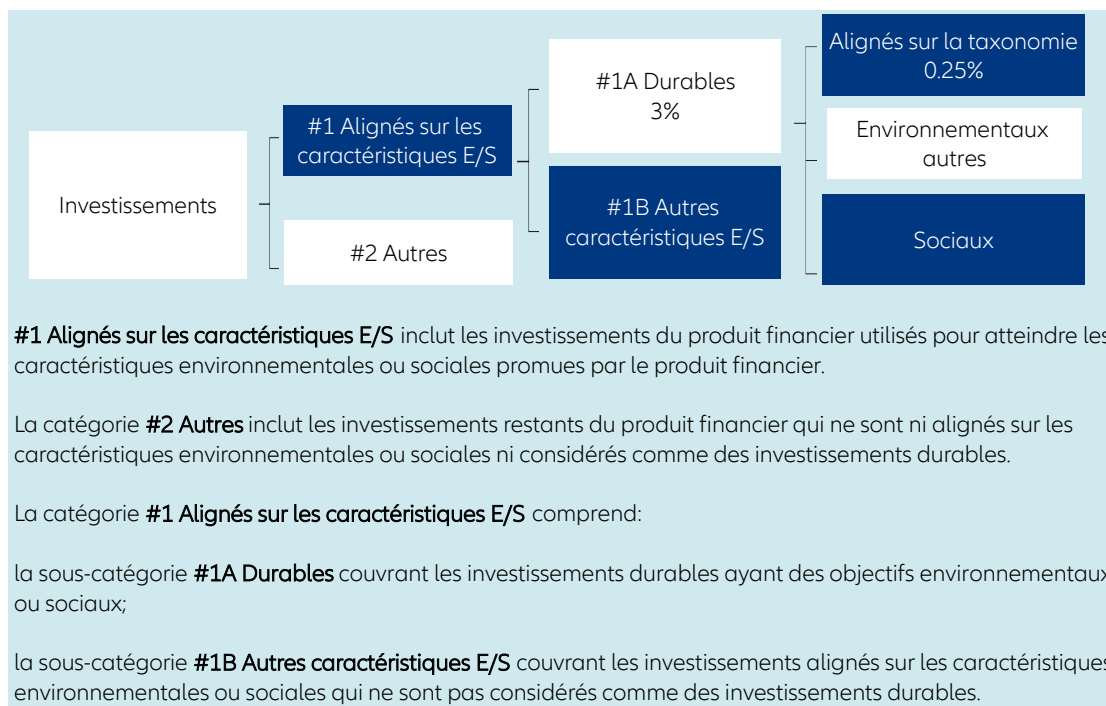 Investissements
#1 Alignés sur les
caractéristiques E/S
#2 Autres
#1A Durables
3%
#1B Autres
caractéristiques E/S
Alignés sur la taxonomie
0.25%
Environnementaux
autres
Sociaux
#1 Alignés sur les caractéristiques E/S inclut les investissements du produit financier utilisés pour atteindre les
caractéristiques environnementales ou sociales promues par le produit financier.
La catégorie #2 Autres inclut les investissements restants du produit financier qui ne sont ni alignés sur les
caractéristiques environnementales ou sociales ni considérés comme des investissements durables.
La catégorie #1 Alignés sur les caractéristiques E/S comprend:
la sous-catégorie #1A Durables couvrant les investissements durables ayant des objectifs environnementaux
ou sociaux;
la sous-catégorie #1B Autres caractéristiques E/S couvrant les investissements alignés sur les caractéristiques
environnementales ou sociales qui ne sont pas considérés comme des investissements durables.